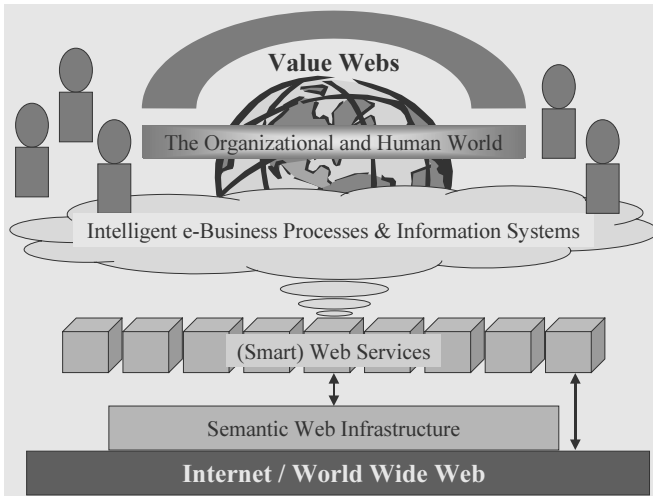 Value Webs
The Organizational and Human World
Intelligent e-Business Processes & Information Systems
(Smart) Web Services
Semantic Web Infrastructure
Internet / World Wide Web